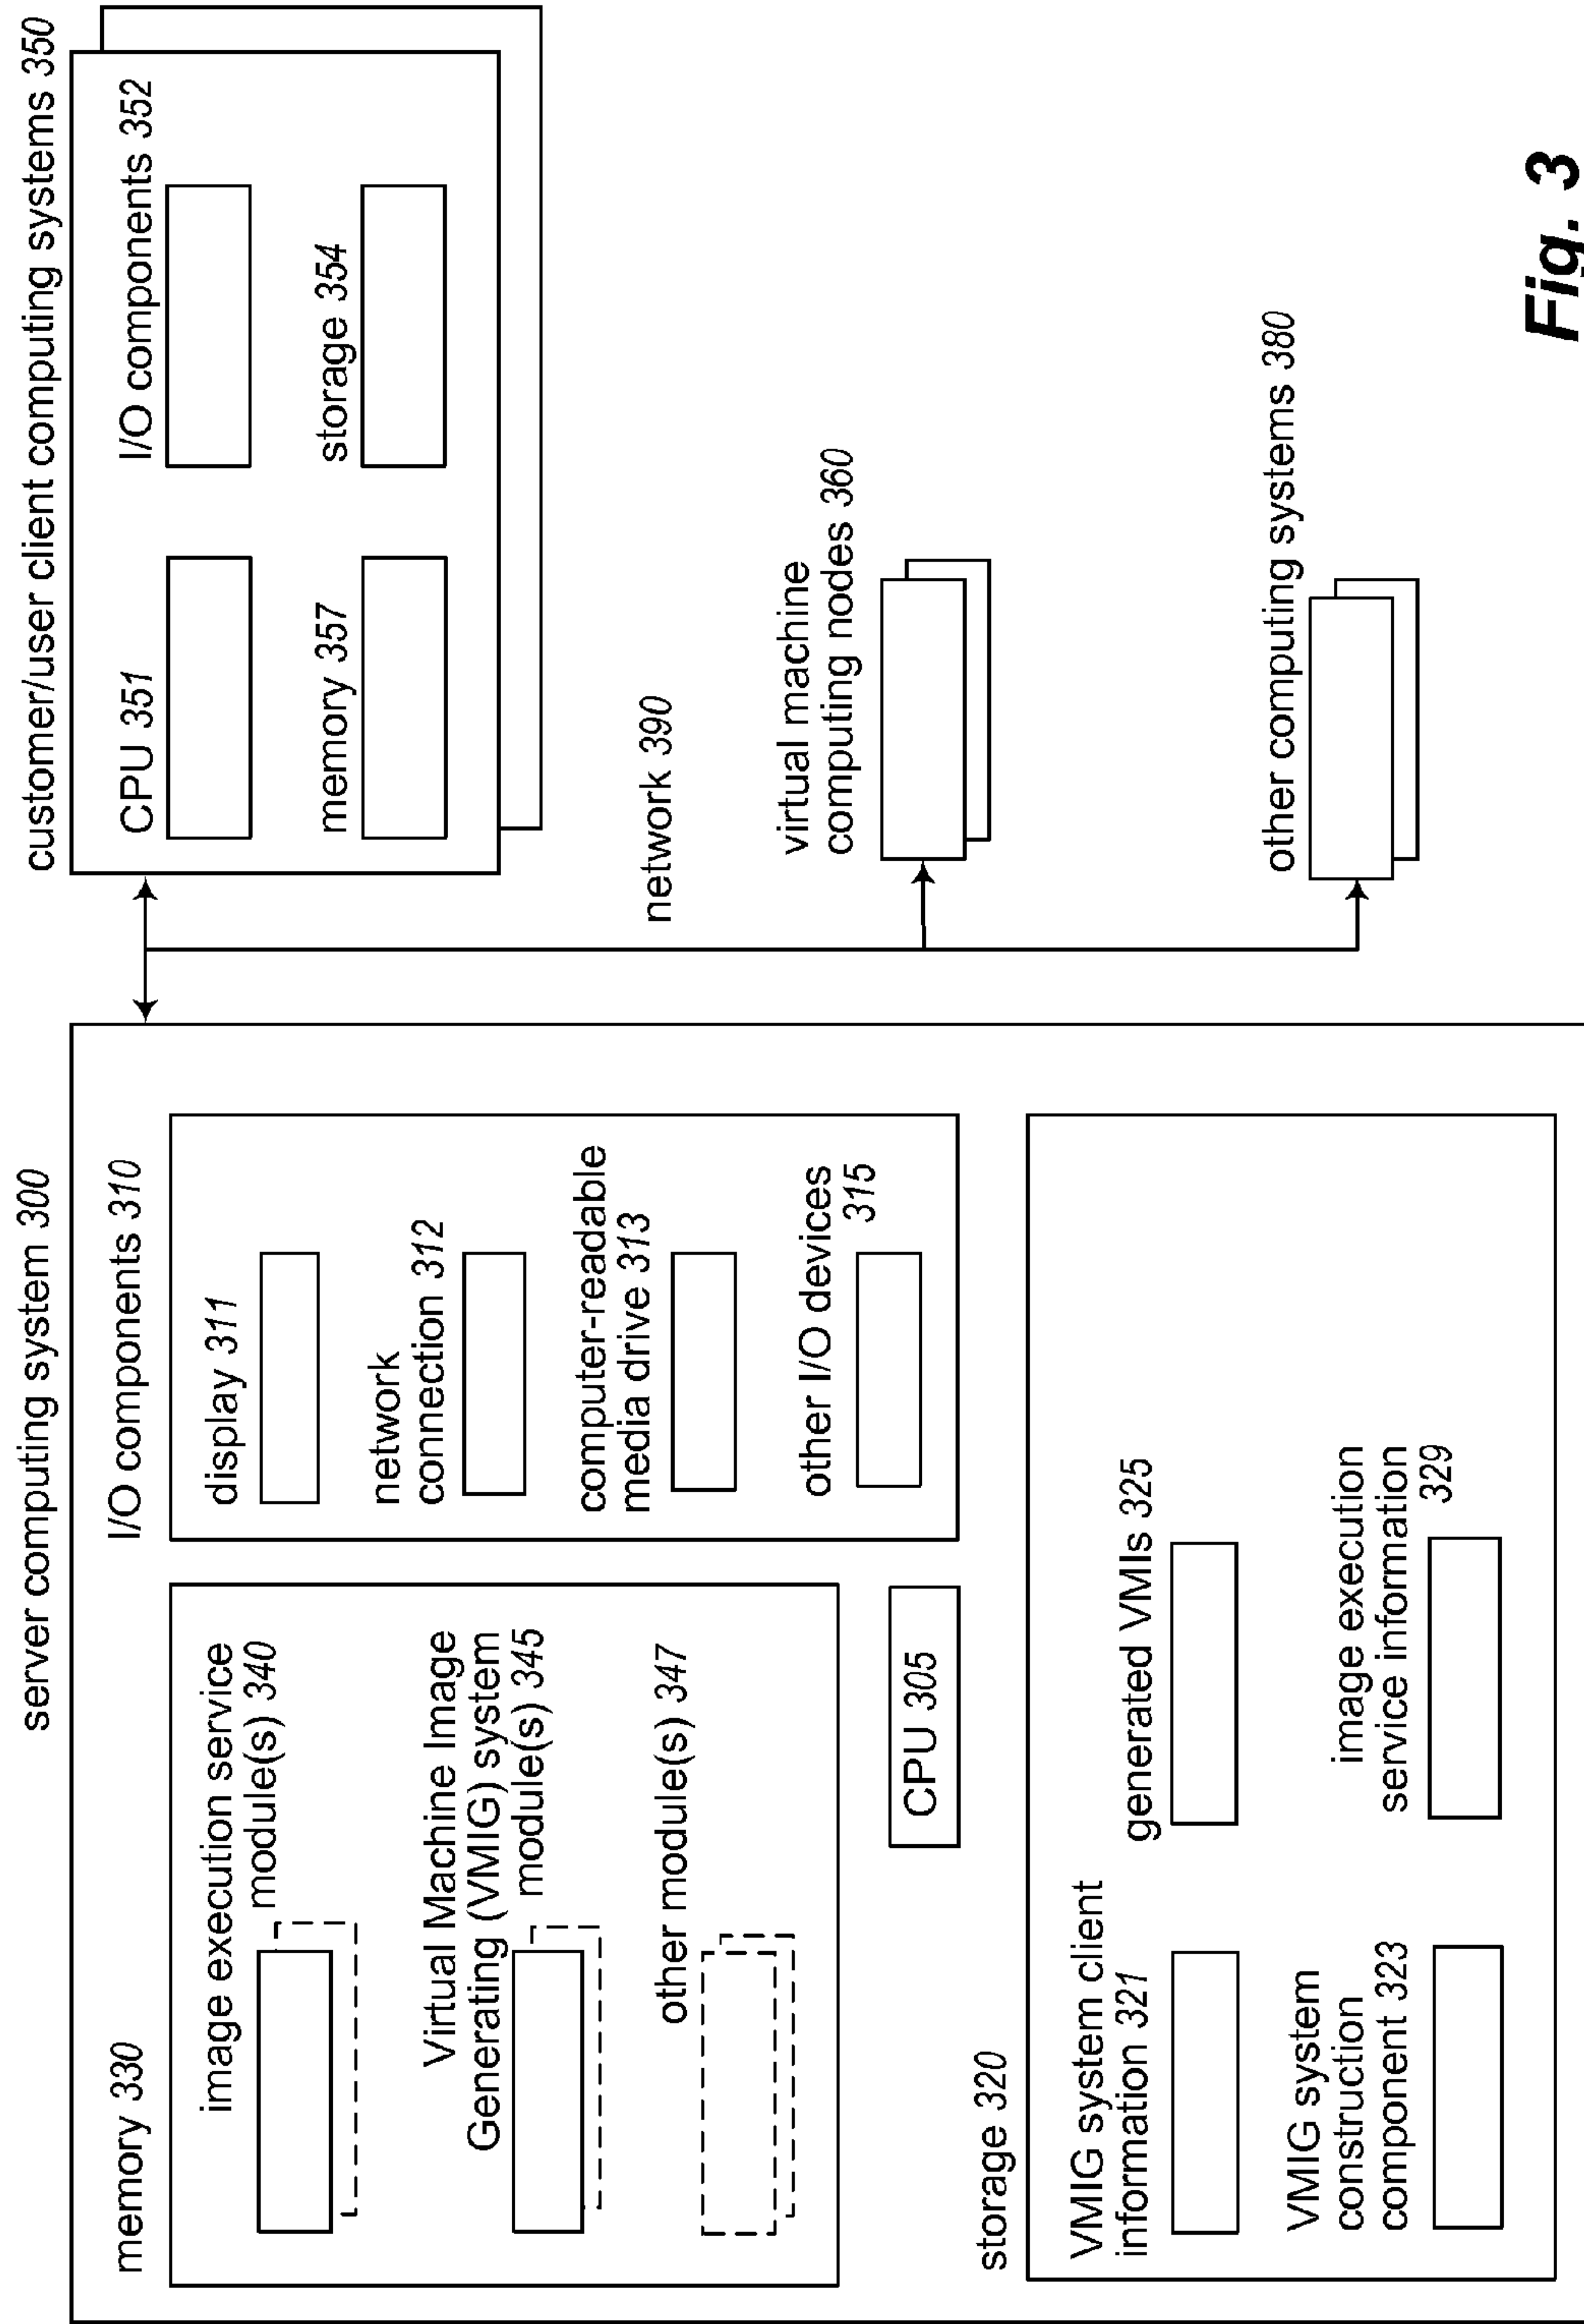 server computing system 300
memory 330
image execution service
module(s) 340
Virtual Machine Image
Generating (VMIG) system
module(s) 345
other module(s) 347
I/O components 310
display 311
network
connection 312
computer-readable
media drive 313
other I/O devices
315
CPU 305
storage 320
VMIG system client
information 321
generated VMIs 325
VMIG system
construction
component 323
image execution
service information
329
customer/user client computing systems 350
CPU 351
I/O components 352
memory 357
storage 354
network 390
virtual machine
computing nodes 360
other computing systems 380
Fig. 3